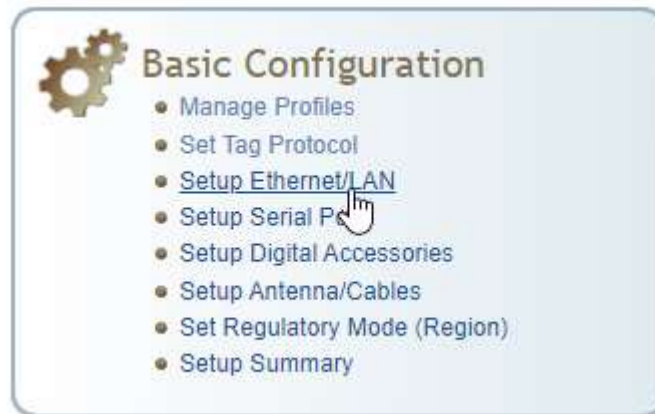 Basic Configuration
Manage Profiles
Set Tag Protocol
Setup Ethernet/LAN
Setup Serial
Setup Digital Accessories
Setup Antenna/Cables
Set Regulatory Mode (Region)
Setup Summary